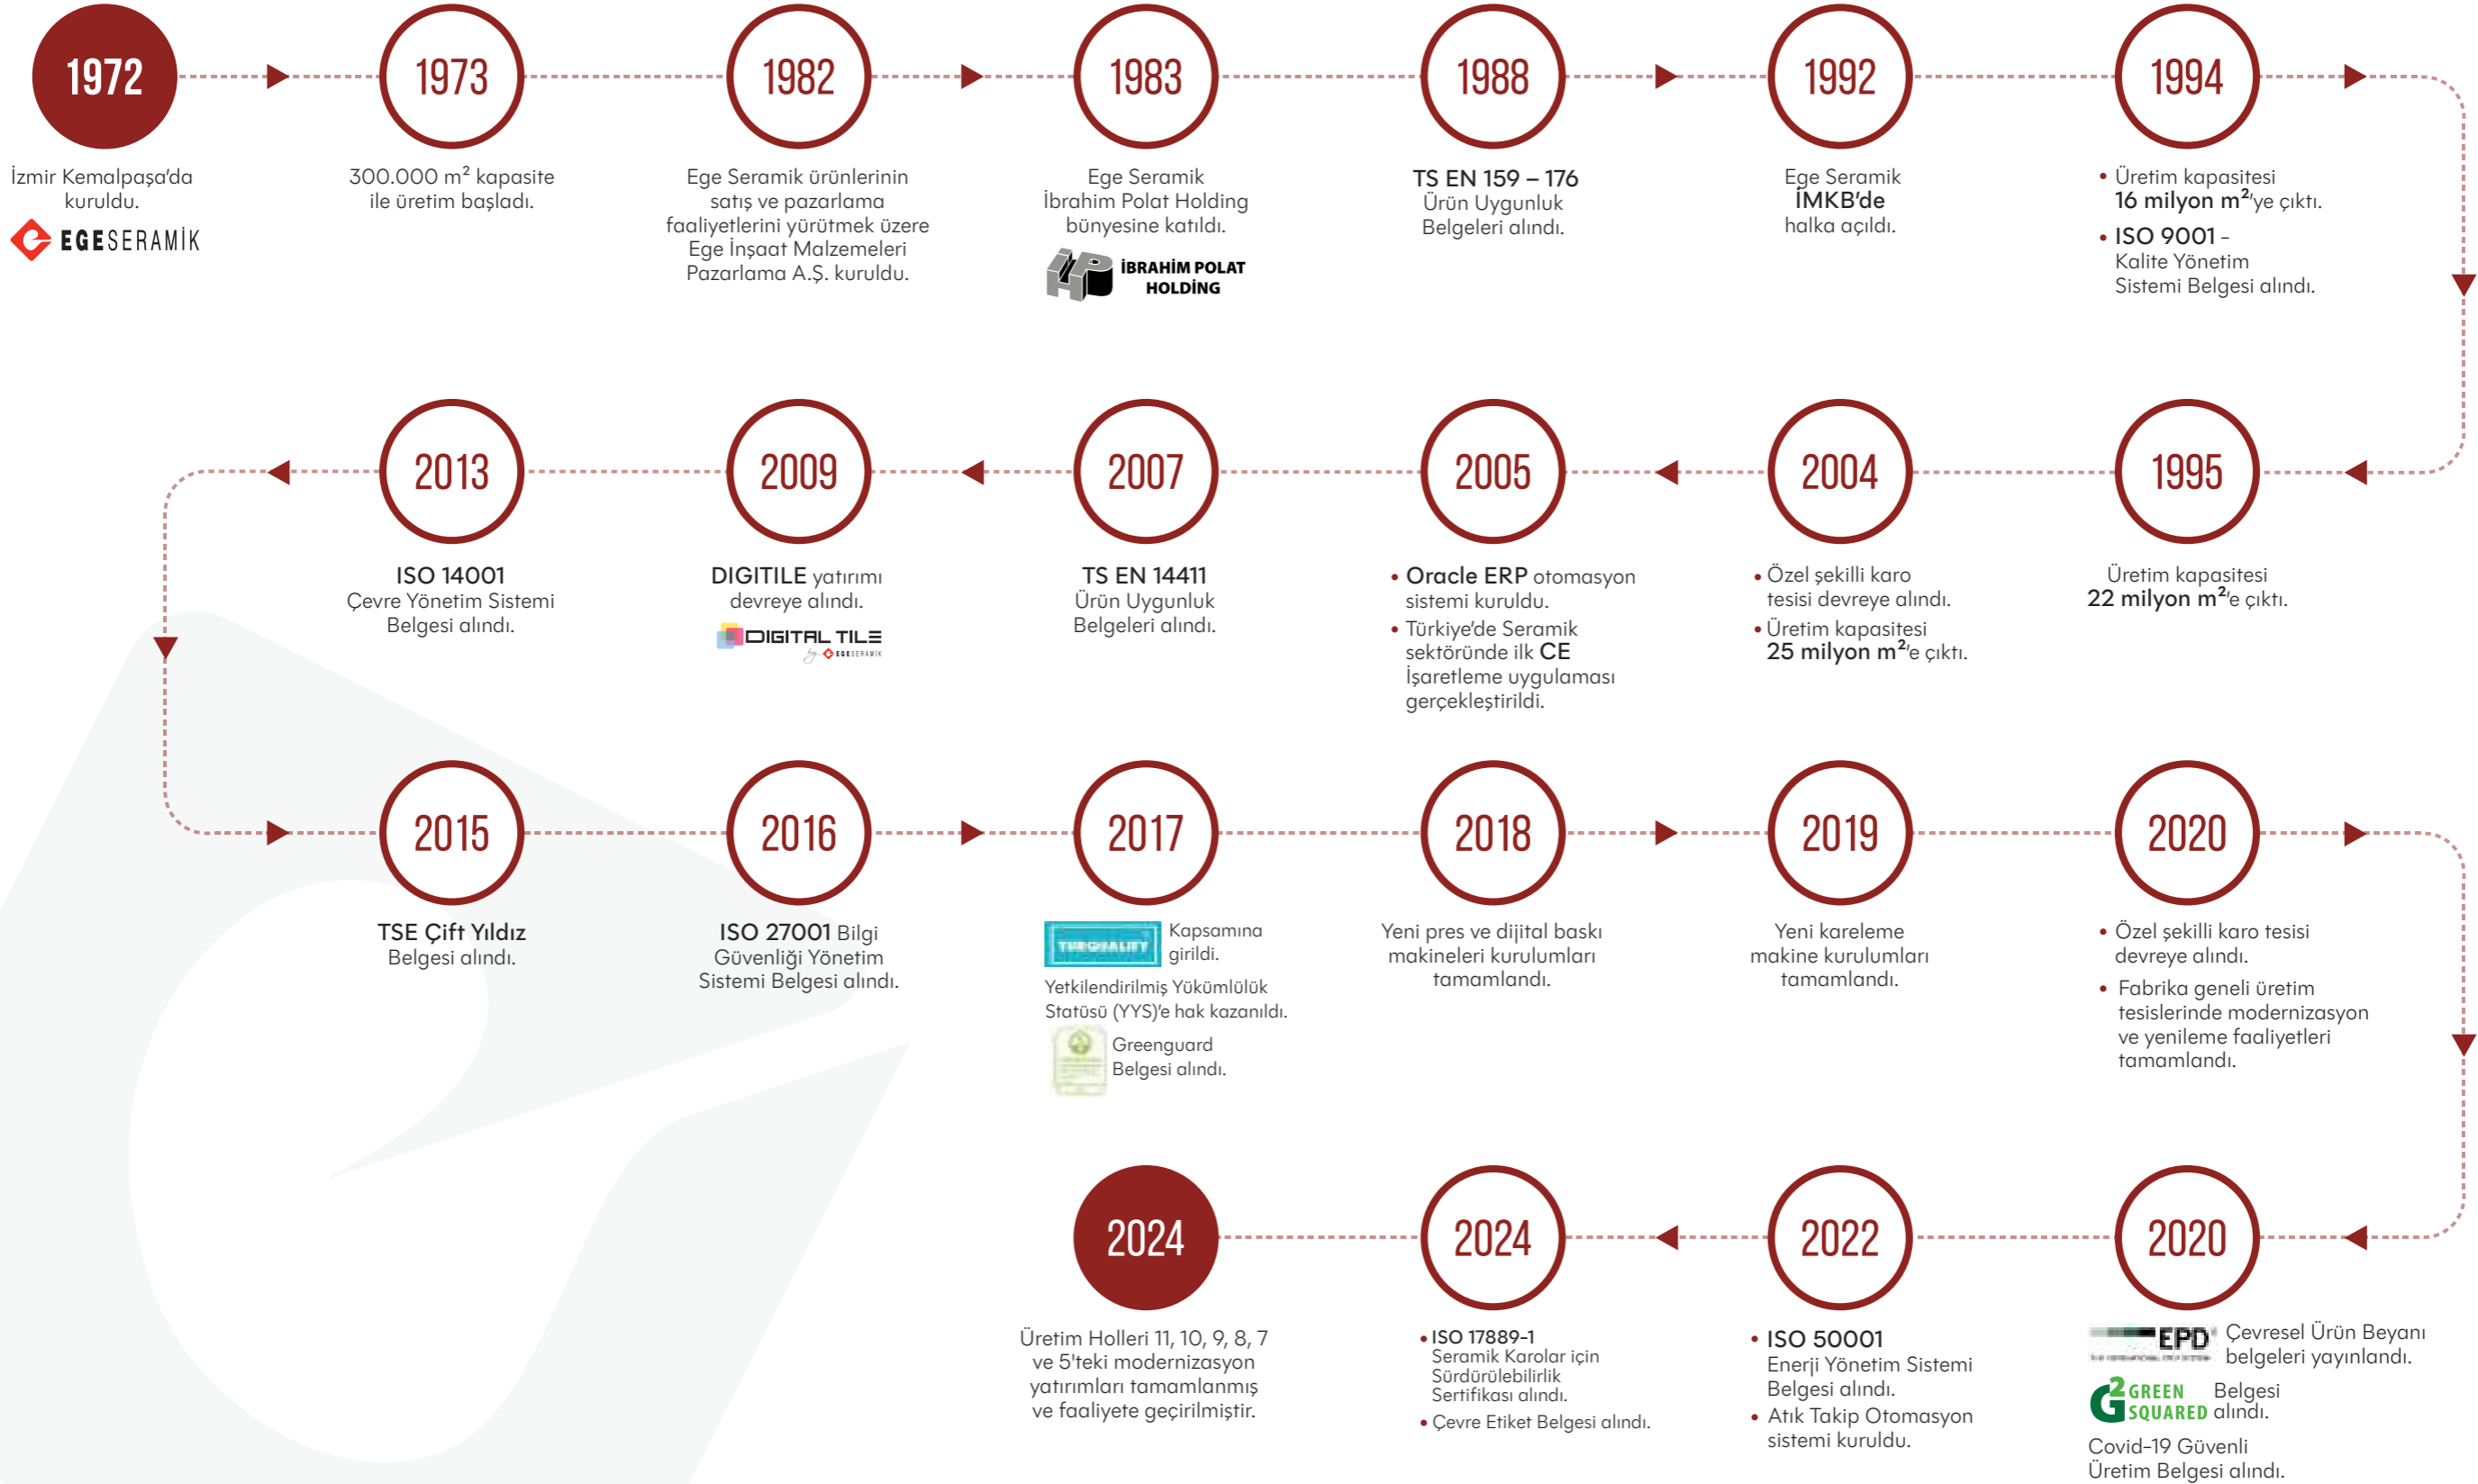 1972
İzmir Kemalpaşa'da
kuruldu.
EGESERAMİK
1973
300.000 m² kapasite
ile üretim başladı.
1982
Ege Seramik ürünlerinin
satış ve pazarlama
faaliyetlerini yürütmek üzere
Ege İnşaat Malzemeleri
Pazarlama A.Ş. kuruldu.
1983
Ege Seramik
İbrahim Polat Holding
bünyesine katıldı.
İBRAHİM POLAT
HOLDİNG
1988
TS EN 159 – 176
Ürün Uygunluk
Belgeleri alındı.
1992
Ege Seramik
İMKB'de
halka açıldı.
1994
• Üretim kapasitesi
16 milyon m²'ye çıktı.
• ISO 9001 -
Kalite Yönetim
Sistemi Belgesi alındı.
1995
Üretim kapasitesi
22 milyon m²'e çıktı.
2004
• Özel şekilli karo
tesisi devreye alındı.
• Üretim kapasitesi
25 milyon m²'e çıktı.
2005
• Oracle ERP otomasyon
sistemi kuruldu.
• Türkiye'de Seramik
sektöründe ilk CE
İşaretleme uygulaması
gerçekleştirildi.
2007
TS EN 14411
Ürün Uygunluk
Belgeleri alındı.
2009
DIGITILE yatırımı
devreye alındı.
DIGITAL TILE
by. EGESERAMİK
2013
ISO 14001
Çevre Yönetim Sistemi
Belgesi alındı.
2015
TSE Çift Yıldız
Belgesi alındı.
2016
ISO 27001 Bilgi
Güvenliği Yönetim
Sistemi Belgesi alındı.
2017
TURQUALITY Kapsamına
girildi.
Yetkilendirilmiş Yükümlülük
Statüsü (YYS)'e hak kazanıldı.
Greenguard
Belgesi alındı.
2018
Yeni pres ve dijital baskı
makineleri kurulumları
tamamlandı.
2019
Yeni kareleme
makine kurulumları
tamamlandı.
2020
• Özel şekilli karo tesisi
devreye alındı.
• Fabrika geneli üretim
tesislerinde modernizasyon
ve yenileme faaliyetleri
tamamlandı.
2020
EPD Çevresel Ürün Beyanı
belgeleri yayınlandı.
G2 GREEN SQUARED Belgesi
alındı.
Covid-19 Güvenli
Üretim Belgesi alındı.
2022
• ISO 50001
Enerji Yönetim Sistemi
Belgesi alındı.
• Atık Takip Otomasyon
sistemi kuruldu.
2024
• ISO 17889-1
Seramik Karolar için
Sürdürülebilirlik
Sertifikası alındı.
• Çevre Etiket Belgesi alındı.
2024
Üretim Holleri 11, 10, 9, 8, 7
ve 5'teki modernizasyon
yatırımları tamamlanmış
ve faaliyete geçirilmiştir.